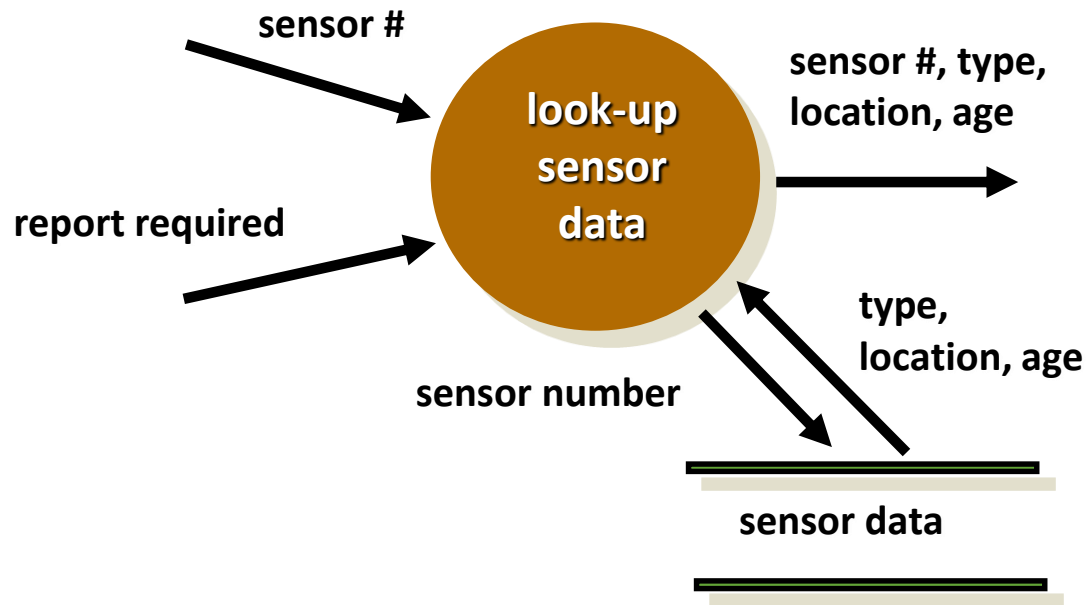 sensor #
sensor #, type,
location, age
look-up
sensor
data
report required
type,
location, age
sensor number
sensor data